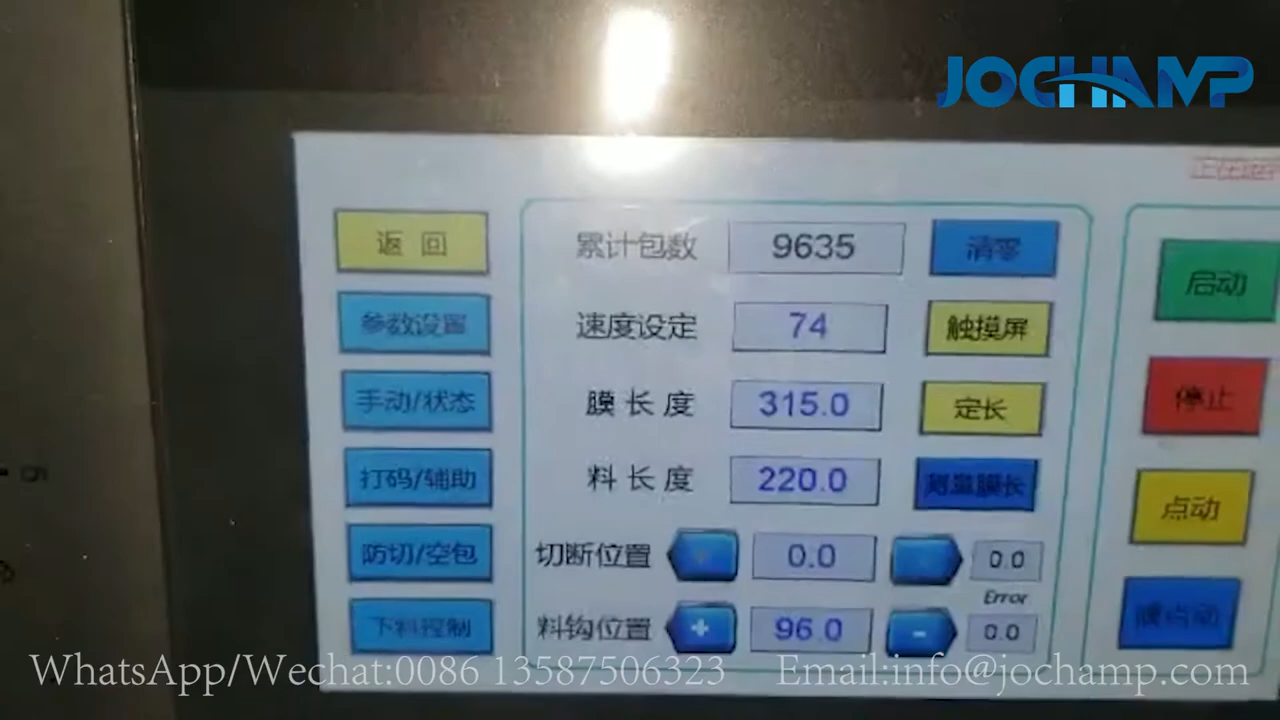 JOCHAMP
返 回
累计包数 9635 清零
启动
参数设置
速度设定 74 触摸屏
手动/状态
膜 长 度 315.0 定长
停止
打码/辅助
料 长 度 220.0 测量膜长
点动
防切/空包
切断位置 0.0 0.0
Error
下料控制
料钩位置 + 96.0 - 0.0
膜点动
WhatsApp/Wechat:0086 13587506323 Email:info@jochamp.com